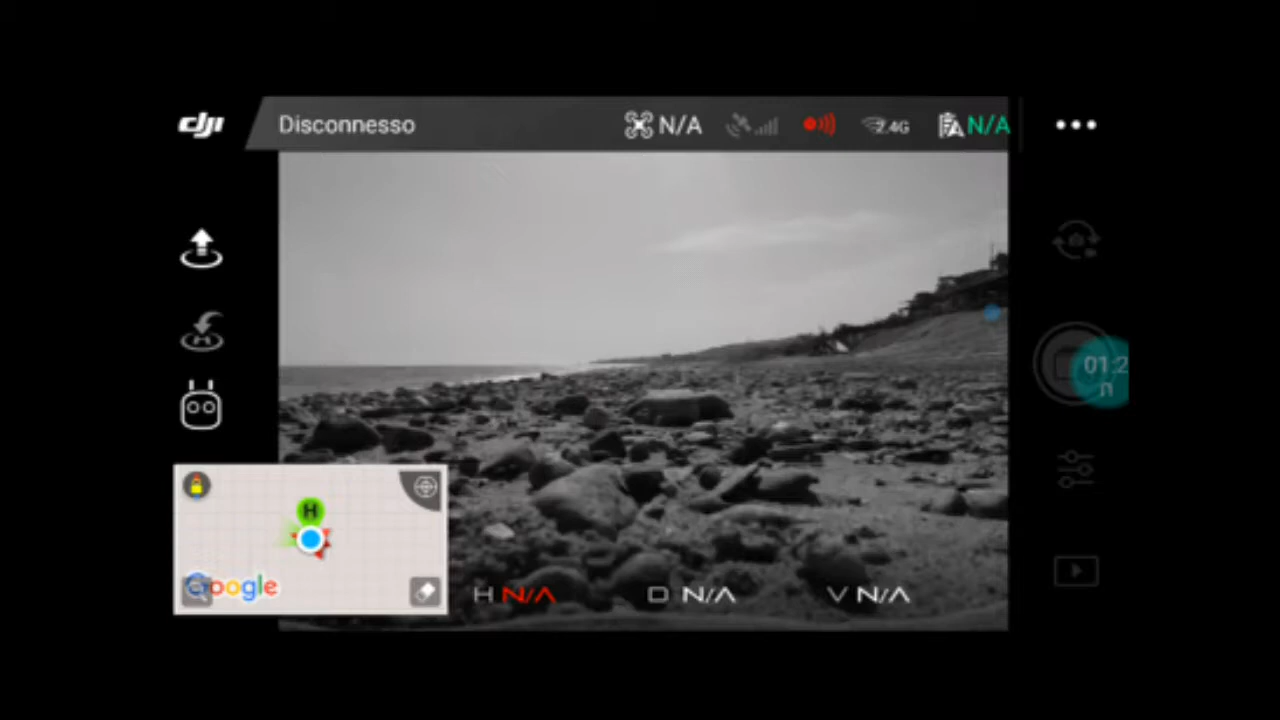 dji Disconnesso N/A 2.4G N/A
01:2
H
Google
H N/A D N/A V N/A